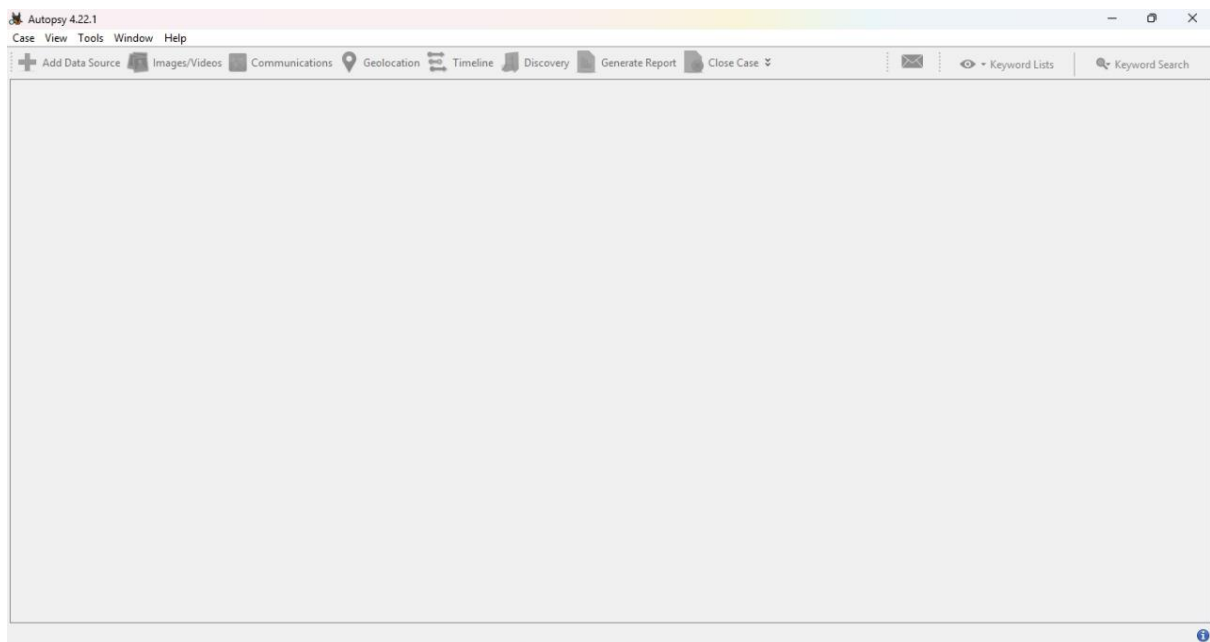 Autopsy 4.22.1
Case View Tools Window Help
Add Data Source Images/Videos Communications Geolocation Timeline Discovery Generate Report Close Case Keyword Lists Keyword Search